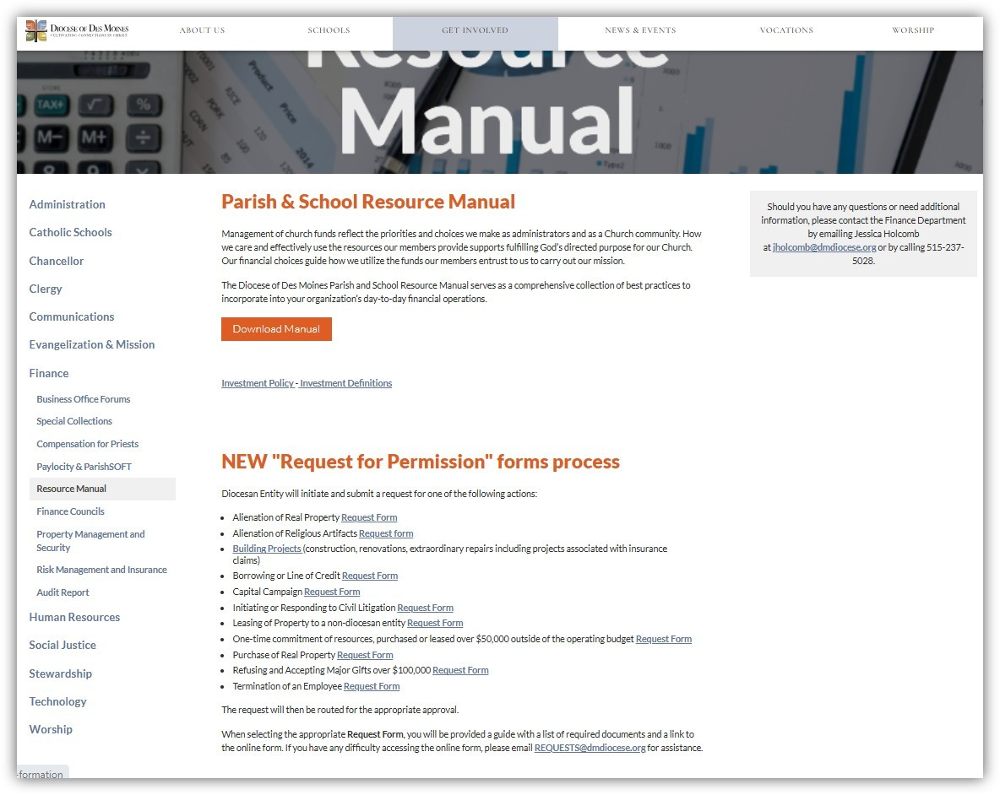 DIOCESE OF DES MOINES
CULTIVATING CONNECTIONS IN CHRIST
ABOUT US
SCHOOLS
GET INVOLVED
NEWS & EVENTS
VOCATIONS
WORSHIP
Resource
Manual
TAX+
√
%
M−
M+
÷
8
9
Product
Price
RICE
PORK
CORN
120
100
85
120
2014
3000
1000
Type2
Administration
Catholic Schools
Chancellor
Clergy
Communications
Evangelization & Mission
Finance
Business Office Forums
Special Collections
Compensation for Priests
Paylocity & ParishSOFT
Resource Manual
Finance Councils
Property Management and
Security
Risk Management and Insurance
Audit Report
Human Resources
Social Justice
Stewardship
Technology
Worship
Parish & School Resource Manual
Management of church funds reflect the priorities and choices we make as administrators and as a Church community. How
we care and effectively use the resources our members provide supports fulfilling God's directed purpose for our Church.
Our financial choices guide how we utilize the funds our members entrust to us to carry out our mission.
The Diocese of Des Moines Parish and School Resource Manual serves as a comprehensive collection of best practices to
incorporate into your organization's day-to-day financial operations.
Download Manual
Investment Policy - Investment Definitions
NEW "Request for Permission" forms process
Diocesan Entity will initiate and submit a request for one of the following actions:
• Alienation of Real Property Request Form
• Alienation of Religious Artifacts Request form
• Building Projects (construction, renovations, extraordinary repairs including projects associated with insurance
claims)
• Borrowing or Line of Credit Request Form
• Capital Campaign Request Form
• Initiating or Responding to Civil Litigation Request Form
• Leasing of Property to a non-diocesan entity Request Form
• One-time commitment of resources, purchased or leased over $50,000 outside of the operating budget Request Form
• Purchase of Real Property Request Form
• Refusing and Accepting Major Gifts over $100,000 Request Form
• Termination of an Employee Request Form
The request will then be routed for the appropriate approval.
When selecting the appropriate Request Form, you will be provided a guide with a list of required documents and a link to
the online form. If you have any difficulty accessing the online form, please email REQUESTS@dmdiocese.org for assistance.
Should you have any questions or need additional
information, please contact the Finance Department
by emailing Jessica Holcomb
at jholcomb@dmdiocese.org or by calling 515-237-
5028.
-formation